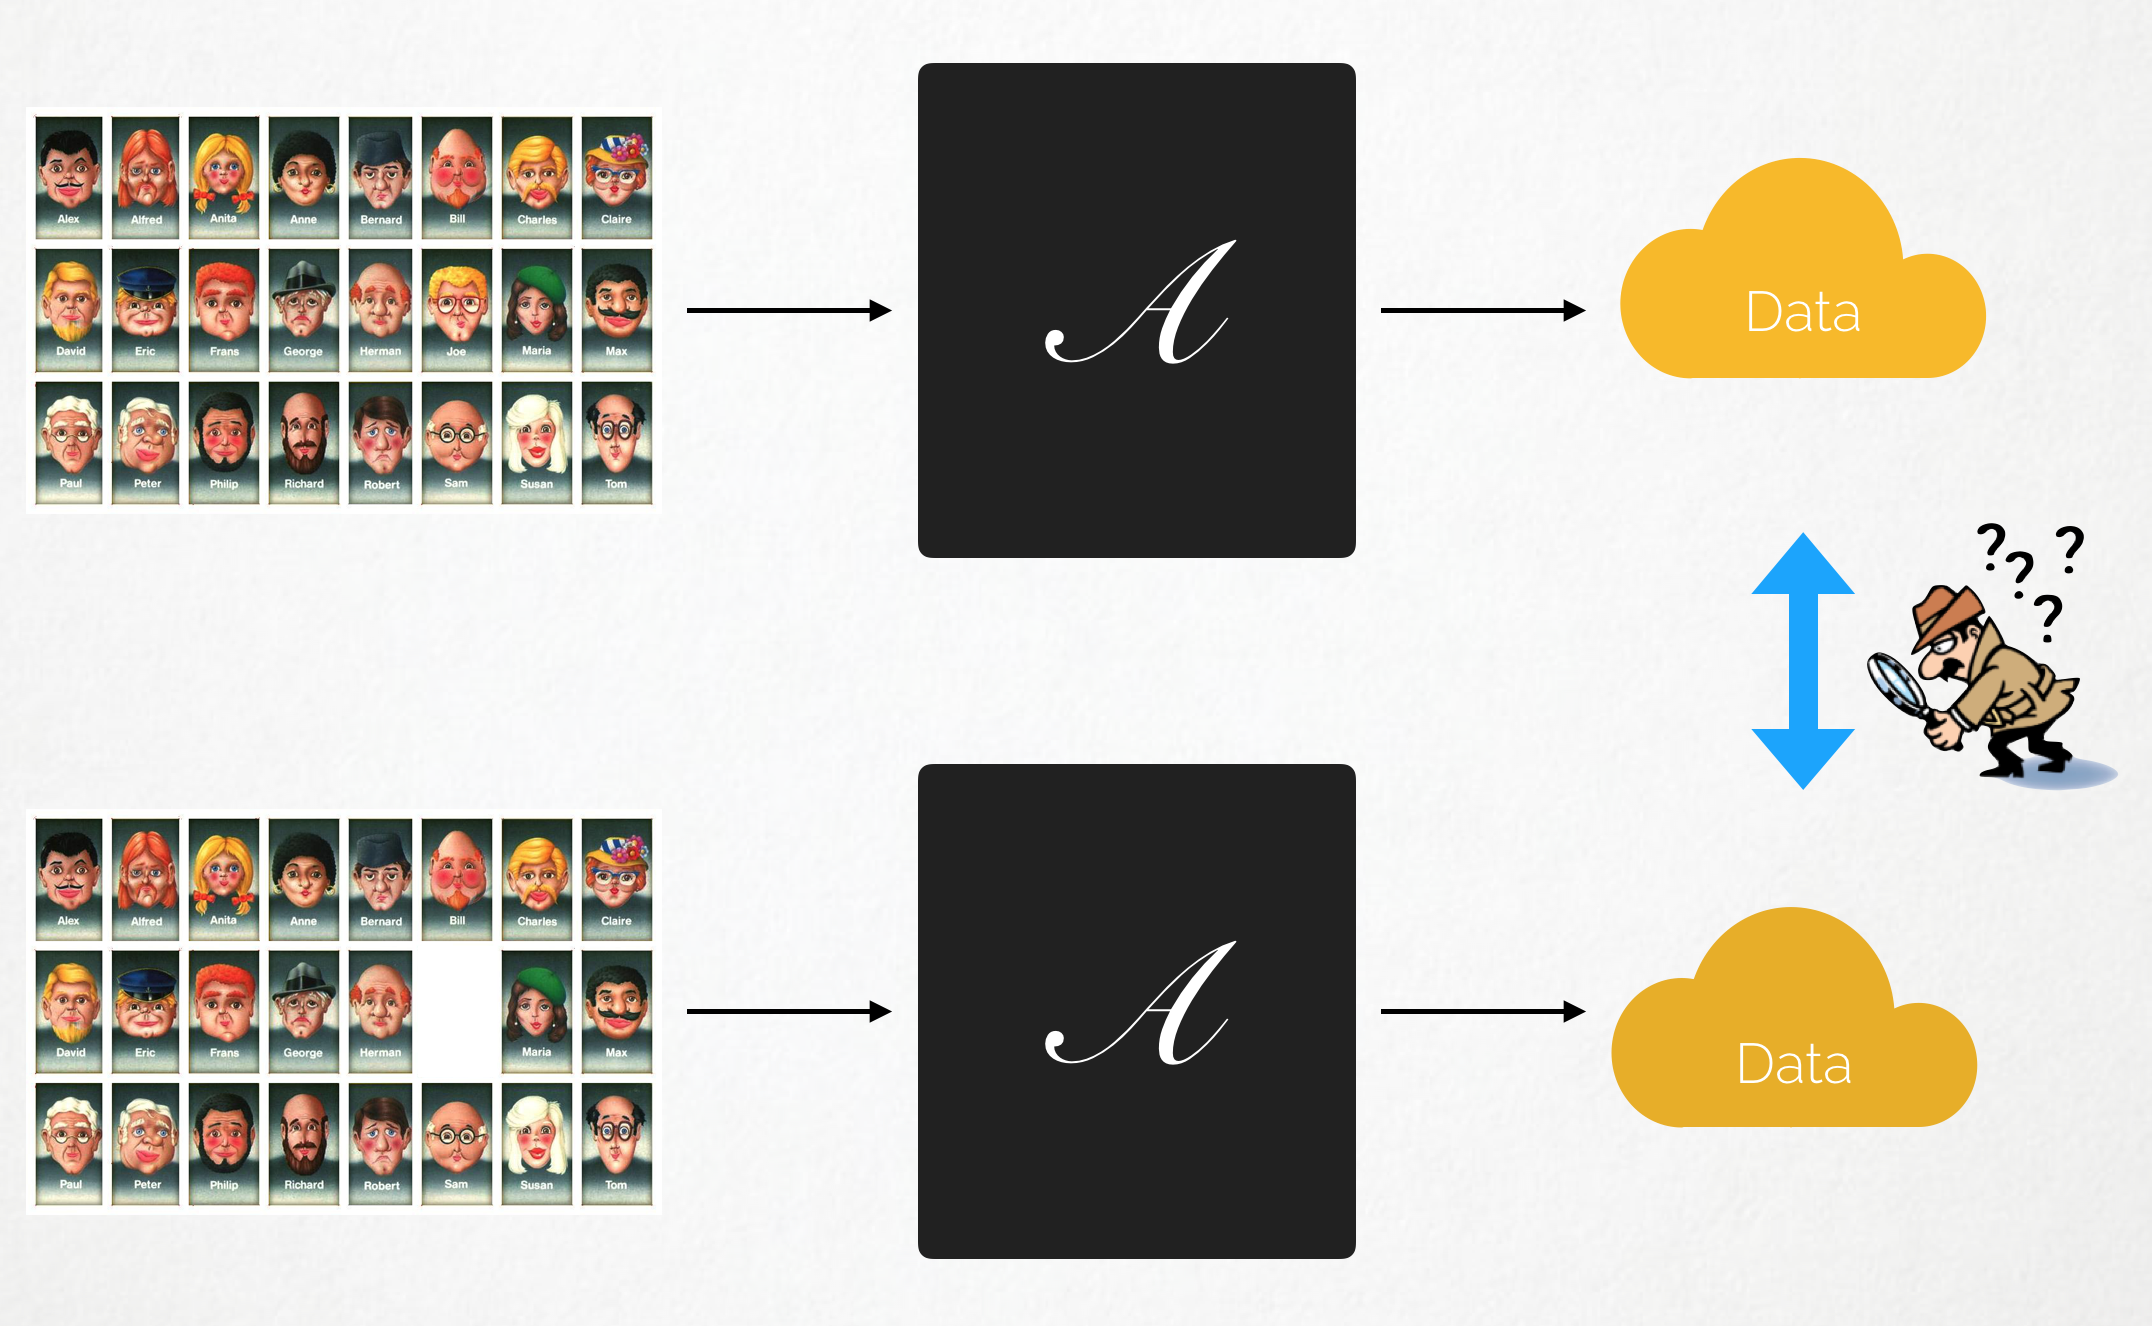 Alex Alfred Anita Anne Bernard Bill Charles Claire
David Eric Frans George Herman Joe Maria Max
Paul Peter Philip Richard Robert Sam Susan Tom
A
Data
? ? ?
?
Alex Alfred Anita Anne Bernard Bill Charles Claire
David Eric Frans George Herman Maria Max
Paul Peter Philip Richard Robert Sam Susan Tom
A
Data